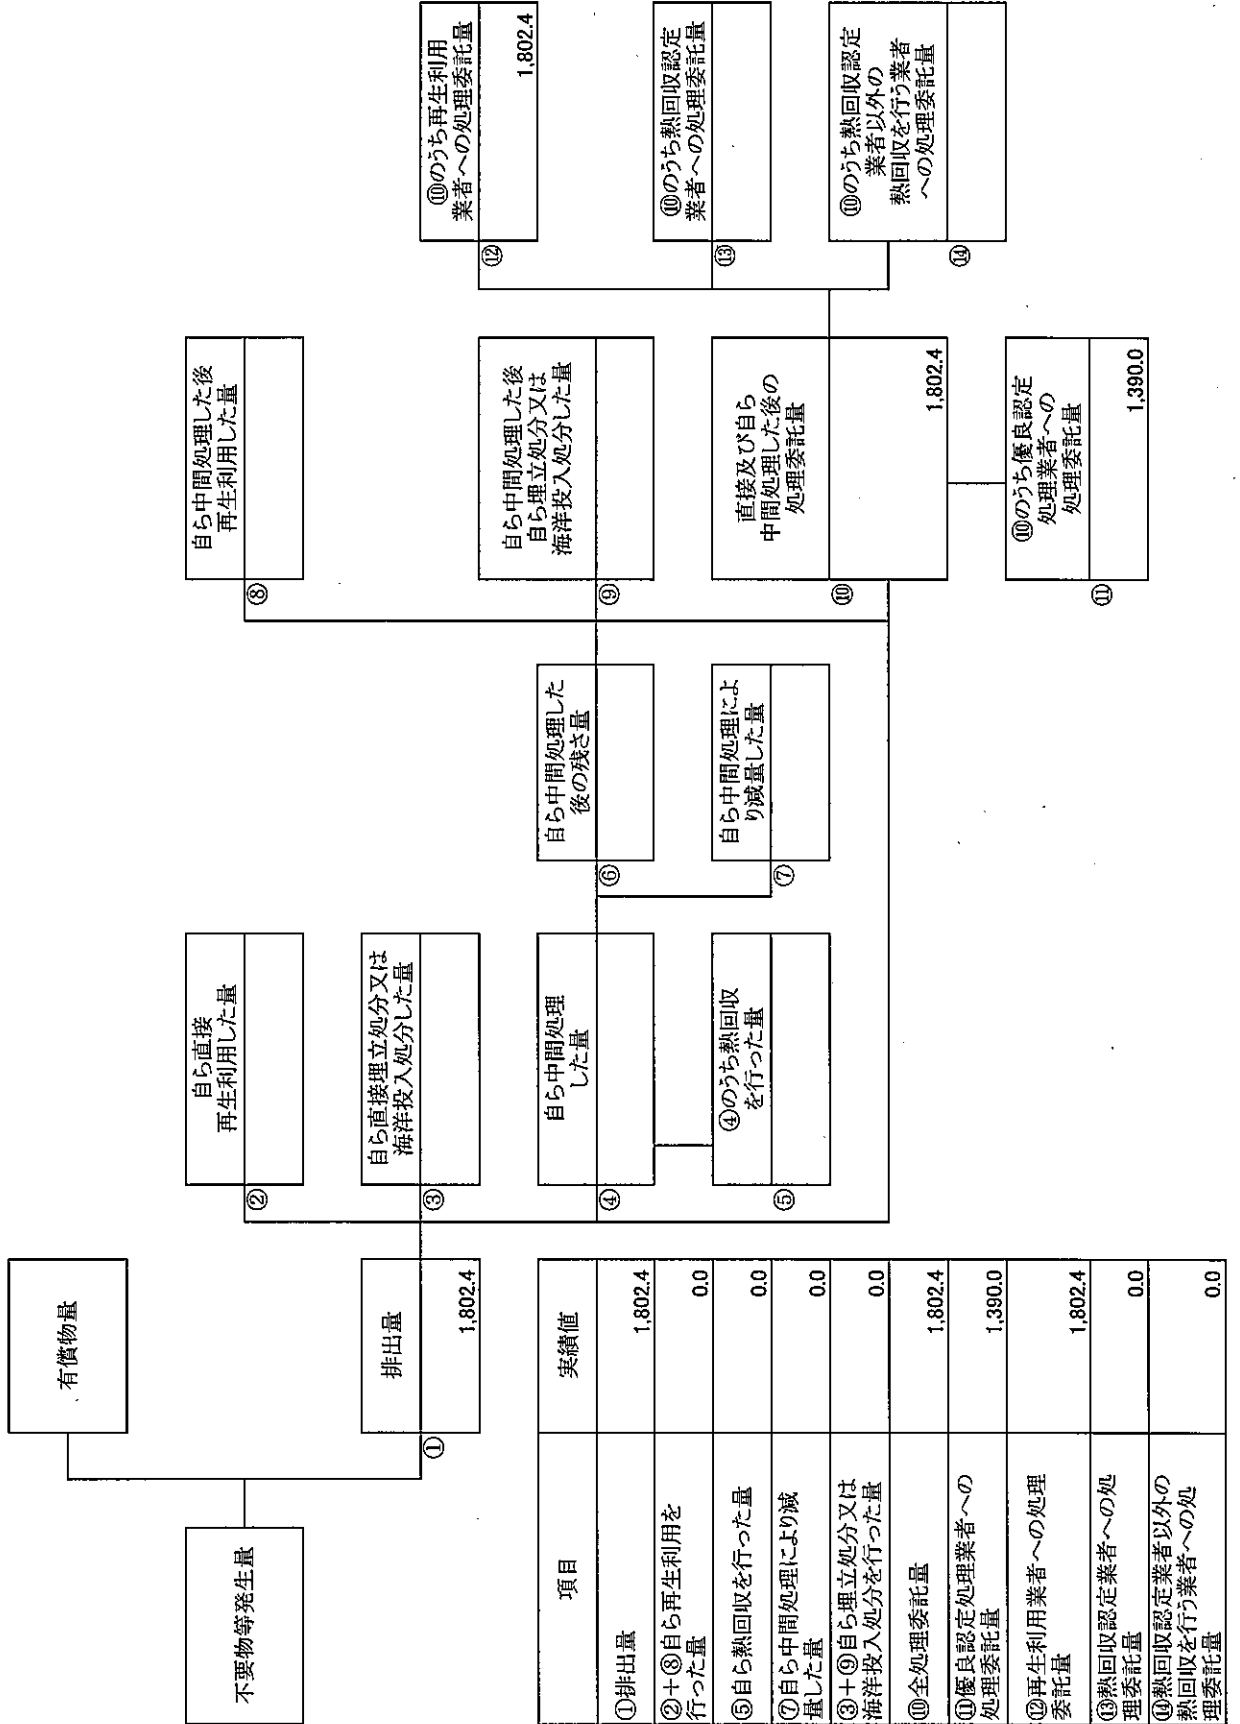 有償物量
不要物等発生量
①
排出量
1,802.4
②
自ら直接
再生利用した量
③
自ら直接埋立処分又は
海洋投入処分した量
④
自ら中間処理
した量
⑤
④のうち熱回収
を行った量
⑥
自ら中間処理した
後の残さ量
⑦
自ら中間処理によ
り減量した量
⑧
自ら中間処理した後
再生利用した量
⑨
自ら中間処理した後
自ら埋立処分又は
海洋投入処分した量
⑩
直接及び自ら
中間処理した後の
処理委託量
1,802.4
⑪
⑩のうち優良認定
処理業者への
処理委託量
1,390.0
⑫
⑩のうち再生利用
業者への処理委託量
1,802.4
⑬
⑩のうち熱回収認定
業者への処理委託量
⑭
⑩のうち熱回収認定
業者以外の
熱回収を行う業者
への処理委託量
項目 実績値
①排出量 1,802.4
②+⑧自ら再生利用を
行った量 0.0
⑤自ら熱回収を行った量 0.0
⑦自ら中間処理により減
量した量 0.0
③+⑨自ら埋立処分又は
海洋投入処分を行った量 0.0
⑩全処理委託量 1,802.4
⑪優良認定処理業者への
処理委託量 1,390.0
⑫再生利用業者への処理
委託量 1,802.4
⑬熱回収認定業者への処
理委託量 0.0
⑭熱回収認定業者以外の
熱回収を行う業者への処
理委託量 0.0